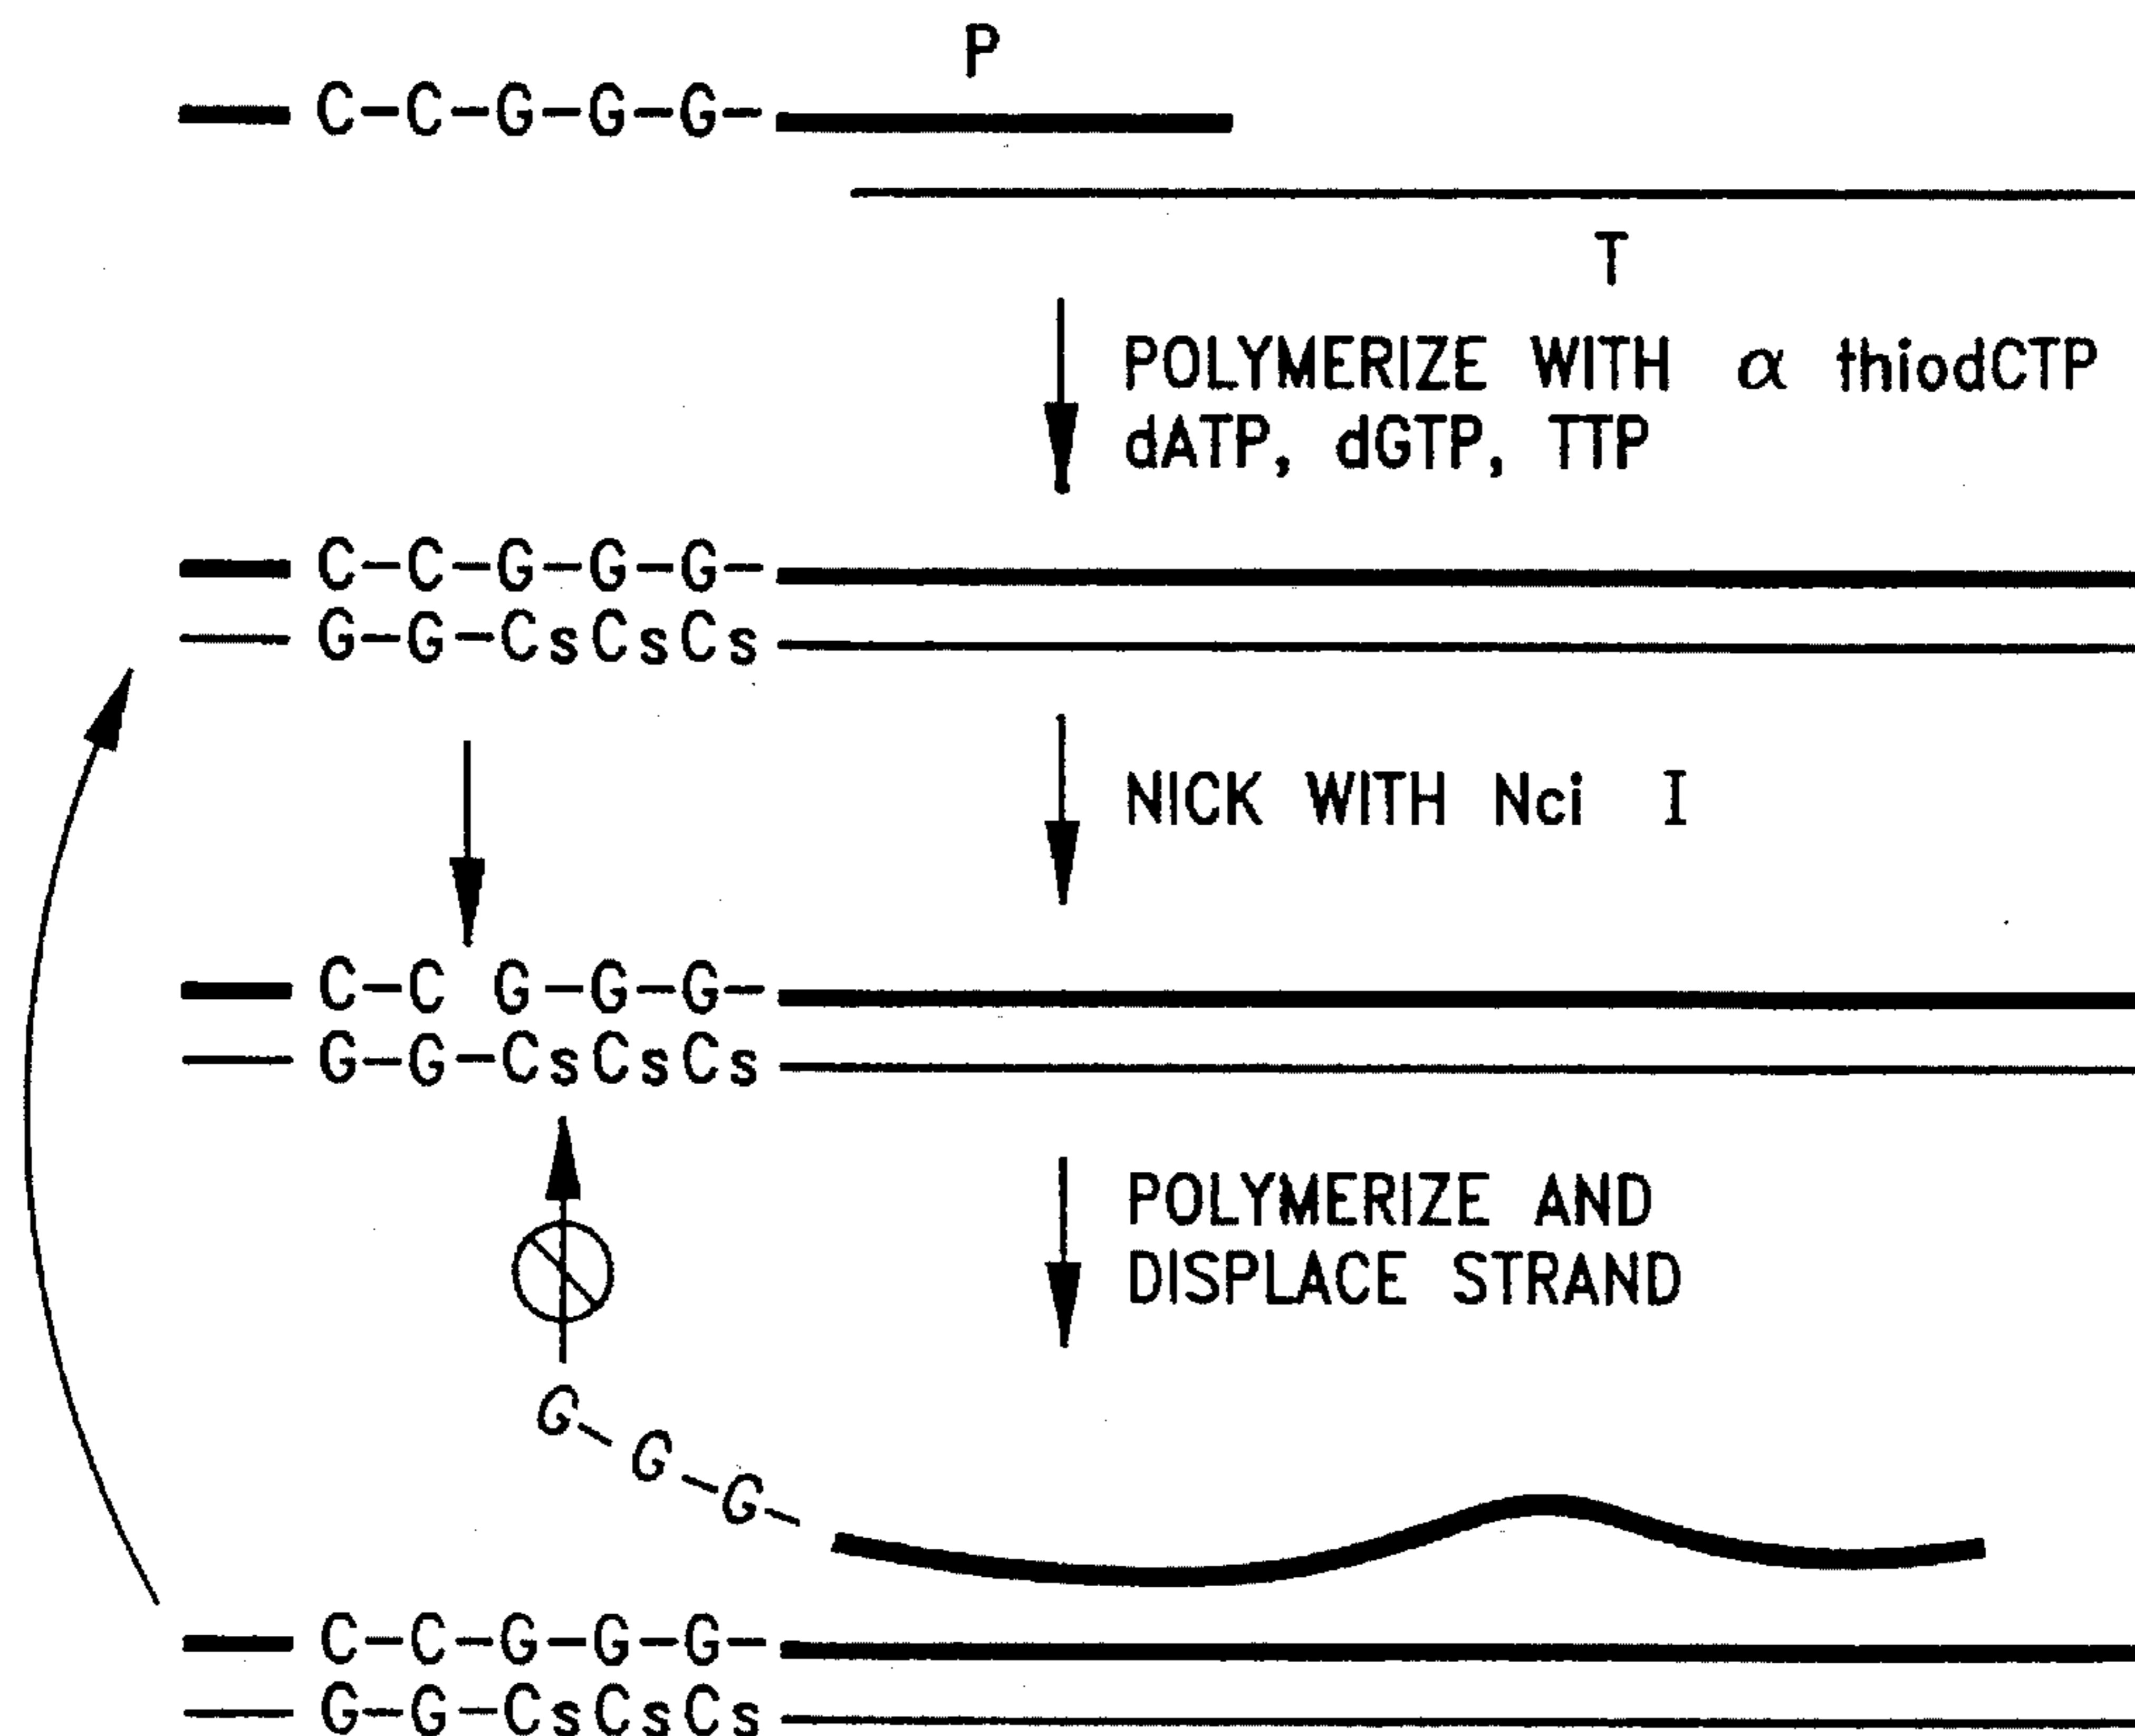 P
C-C-G-G-G-
T
POLYMERIZE WITH α thiodCTP
dATP, dGTP, TTP
C-C-G-G-G-
G-G-CsCsCs
NICK WITH Nci I
C-C G-G-G-
G-G-CsCsCs
POLYMERIZE AND
DISPLACE STRAND
G-G-G-
C-C-G-G-G-
G-G-CsCsCs